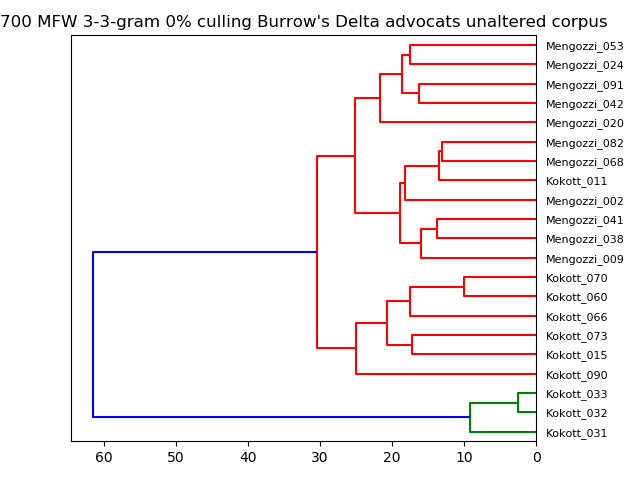 700 MFW 3-3-gram 0% culling Burrow's Delta advocats unaltered corpus
Mengozzi_053
Mengozzi_024
Mengozzi_091
Mengozzi_042
Mengozzi_020
Mengozzi_082
Mengozzi_068
Kokott_011
Mengozzi_002
Mengozzi_041
Mengozzi_038
Mengozzi_009
Kokott_070
Kokott_060
Kokott_066
Kokott_073
Kokott_015
Kokott_090
Kokott_033
Kokott_032
Kokott_031
60 50 40 30 20 10 0